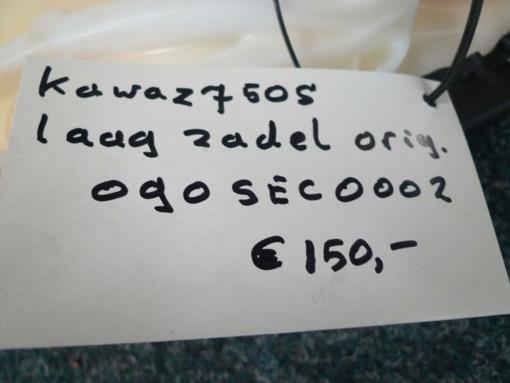 kawaz750s
laag zadel orig.
090SEC0002
€150,-